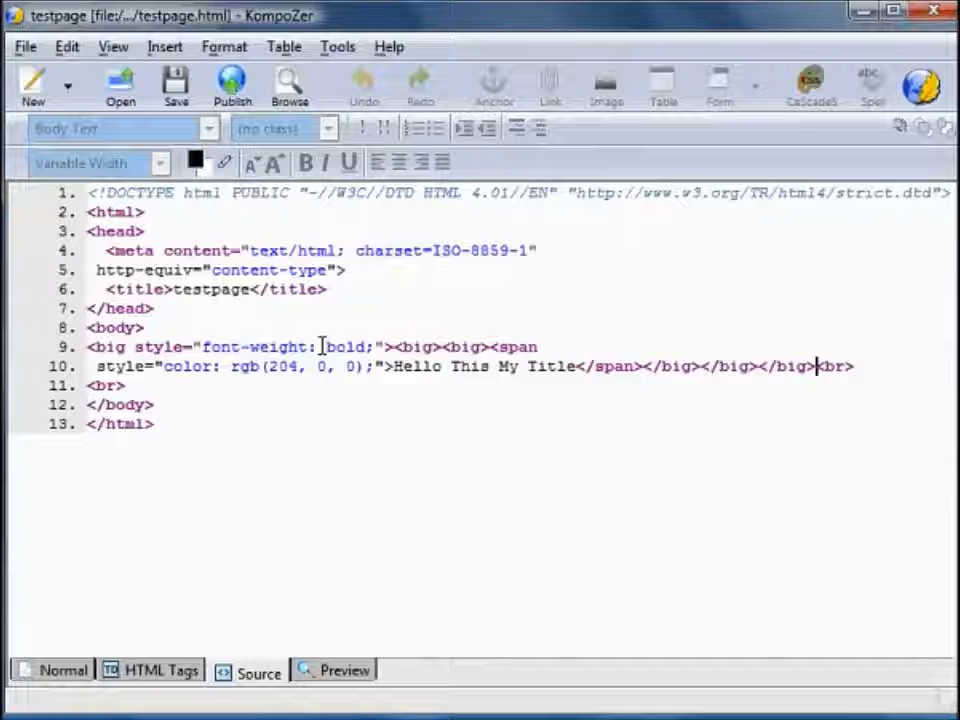 testpage [file:/.../testpage.html] - KompoZer
File Edit View Insert Format Table Tools Help
New Open Save Publish Browse Undo Redo Anchor Link Image Table Form CaScadeS Spell
Body Text (no class)
Variable Width B I U
1. <!DOCTYPE html PUBLIC "-//W3C//DTD HTML 4.01//EN" "http://www.w3.org/TR/html4/strict.dtd">
2. <html>
3. <head>
4. <meta content="text/html; charset=ISO-8859-1"
5. http-equiv="content-type">
6. <title>testpage</title>
7. </head>
8. <body>
9. <big style="font-weight: bold;"><big><big><span
10. style="color: rgb(204, 0, 0);">Hello This My Title</span></big></big></big><br>
11. <br>
12. </body>
13. </html>
Normal TD HTML Tags <> Source Preview